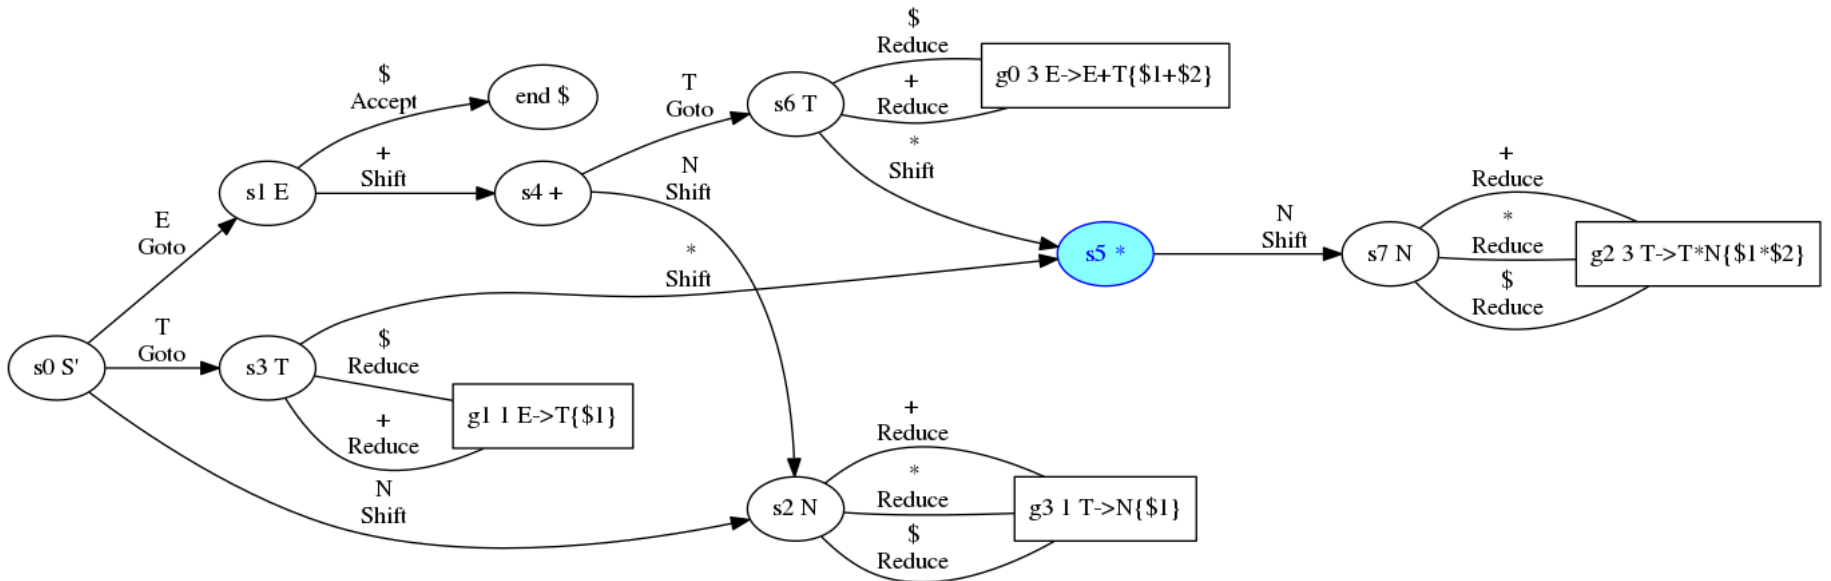 $
Reduce
g0 3 E->E+T{$1+$2}
$
Accept
end $
T
Goto
s6 T
+
Reduce
*
Shift
+
Shift
s1 E
s4 +
N
Shift
+
Reduce
E
Goto
*
Shift
s5 *
N
Shift
s7 N
*
Reduce
g2 3 T->T*N{$1*$2}
$
Reduce
T
Goto
s0 S'
s3 T
$
Reduce
g1 1 E->T{$1}
+
Reduce
+
Reduce
N
Shift
s2 N
*
Reduce
g3 1 T->N{$1}
$
Reduce